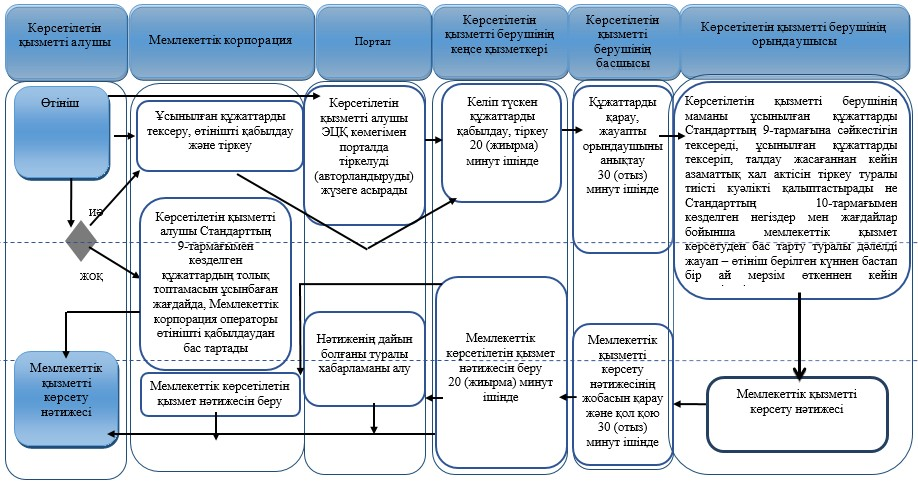 Көрсетілетін
қызметті алушы
Мемлекеттік корпорация
Портал
Көрсетілетін
қызметті берушінің
кеңсе қызметкері
Көрсетілетін
қызметті
берушінің
басшысы
Көрсетілетін қызметті берушінің
орындаушысы
Өтініш
Ұсынылған құжаттарды
тексеру, өтінішті қабылдау
және тіркеу
Көрсетілетін
қызметті алушы
ЭЦҚ көмегімен
порталда
тіркелуді
(авторландыруды)
жүзеге асырады
Келіп түскен
құжаттарды
қабылдау, тіркеу
20 (жиырма)
минут ішінде
Құжаттарды
қарау,
жауапты
орындаушыны
анықтау
30 (отыз)
минут ішінде
Көрсетілетін қызметті берушінің
маманы ұсынылған құжаттарды
Стандарттың 9-тармағына сәйкестігін
тексереді, ұсынылған құжаттарды
тексеріп, талдау жасағаннан кейін
азаматтық хал актісін тіркеу туралы
тиісті куәлікті қалыптастырады не
Стандарттың 10-тармағымен
көзделген негіздер мен жағдайлар
бойынша мемлекеттік қызмет
көрсетуден бас тарту туралы дәлелді
жауап – өтініш берілген күннен бастап
бір ай мерзім өткеннен кейін
иә
жоқ
Көрсетілетін қызметті
алушы Стандарттың
9-тармағымен
көзделген
құжаттардың толық
топтамасын ұсынбаған
жағдайда, Мемлекеттік
корпорация операторы
өтінішті қабылдаудан
бас тартады
Мемлекеттік
қызметті
көрсету
нәтижесі
Мемлекеттік көрсетілетін
қызмет нәтижесін беру
Нәтиженің дайын
болғаны туралы
хабарламаны алу
Мемлекеттік
көрсетілетін қызмет
нәтижесін беру
20 (жиырма) минут
ішінде
Мемлекеттік
қызметті
көрсету
нәтижесінің
жобасын қарау
және қол қою
30 (отыз)
минут ішінде
Мемлекеттік қызметті
көрсету нәтижесі